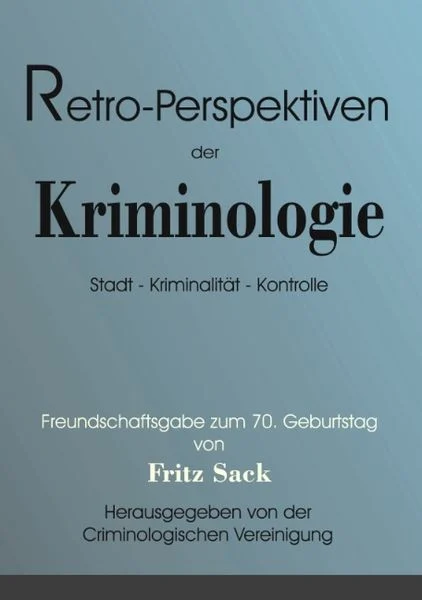 Retro-Perspektiven
der
Kriminologie
Stadt - Kriminalität - Kontrolle
Freundschaftsgabe zum 70. Geburtstag
von
Fritz Sack
Herausgegeben von der
Criminologischen Vereinigung